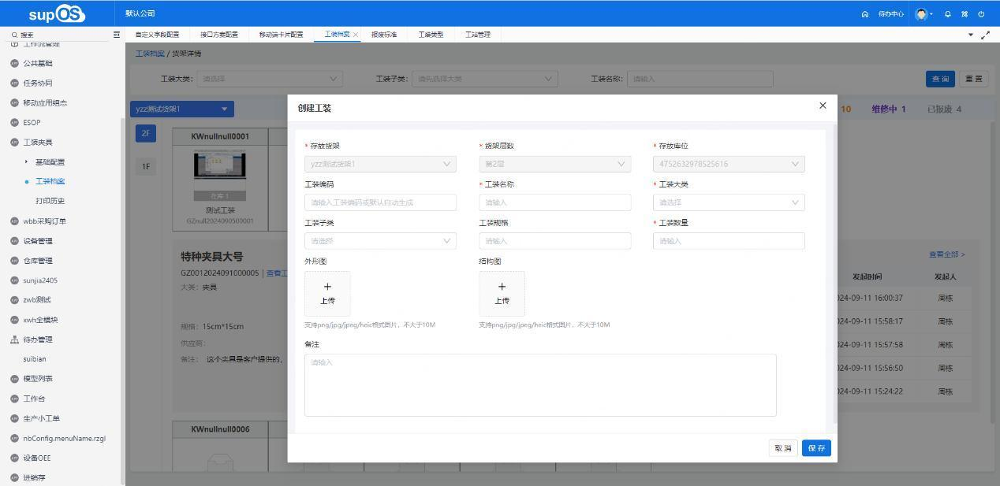 supOS
默认公司
待办中心
搜索
自定义字段配置
接口方案配置
移动端卡片配置
工装档案
报废标准
工装类型
工站管理
工作流管理
公共基础
任务协同
移动应用组态
ESOP
工装夹具
基础配置
工装档案
打印历史
wbb采购订单
设备管理
仓库管理
sunjia2405
zwb测试
xwh全模块
待办管理
suibian
模型列表
工作台
生产小工单
nbConfig.menuName.rzgl
设备OEE
进销存
工装档案 / 货架详情
工装大类: 请选择
工装子类: 请先选择大类
工装名称: 请输入
查 询
重 置
yzz测试货架1
10
维修中 1
已报废 4
2F
1F
KWnullnull0001
在库 1
测试工装
GZnull2024090500001
特种夹具大号
GZ0012024091000005 | 查看工
大类: 夹具
规格: 15cm*15cm
供应商:
备注: 这个夹具是客户提供的,
KWnullnull0006
查看全部 >
发起时间 发起人
024-09-11 16:00:37 周栋
024-09-11 15:58:17 周栋
024-09-11 15:57:58 周栋
024-09-11 15:56:50 周栋
024-09-11 15:24:22 周栋
创建工装
* 存放货架
yzz测试货架1
* 货架层数
第2层
* 存放库位
4752632978525616
工装编码
请输入工装编码或默认自动生成
* 工装名称
请输入
* 工装大类
请选择
工装子类
请选择
工装规格
请输入
* 工装数量
请输入
外形图
上传
支持png/jpg/jpeg/heic格式图片，不大于10M
结构图
上传
支持png/jpg/jpeg/heic格式图片，不大于10M
备注
请输入
取 消
保 存